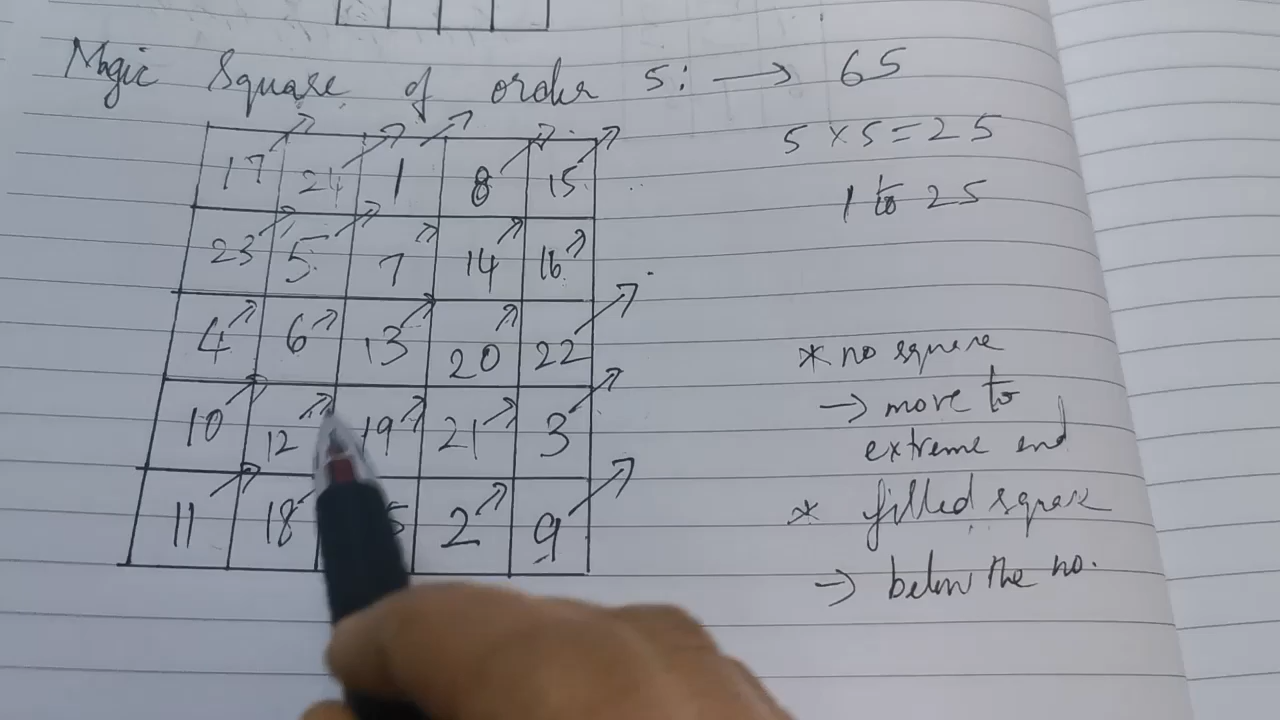 Magic Square of order 5: → 65
5 × 5 = 25
1 to 25
17 24 1 8 15
23 5 7 14 16
4 6 13 20 22
10 12 19 21 3
11 18 5 2 9
* no square
→ move to
extreme end
* filled square
→ below the no.